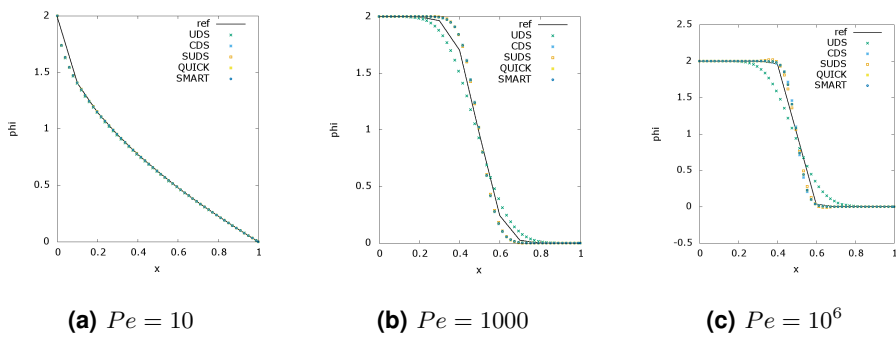 2
1.5
1
0.5
0
phi
0 0.2 0.4 0.6 0.8 1
x
ref
UDS
CDS
SUDS
QUICK
SMART
(a) Pe = 10
2
1.5
1
0.5
0
phi
0 0.2 0.4 0.6 0.8 1
x
ref
UDS
CDS
SUDS
QUICK
SMART
(b) Pe = 1000
2.5
2
1.5
1
0.5
0
-0.5
phi
0 0.2 0.4 0.6 0.8 1
x
ref
UDS
CDS
SUDS
QUICK
SMART
(c) Pe = 10⁶